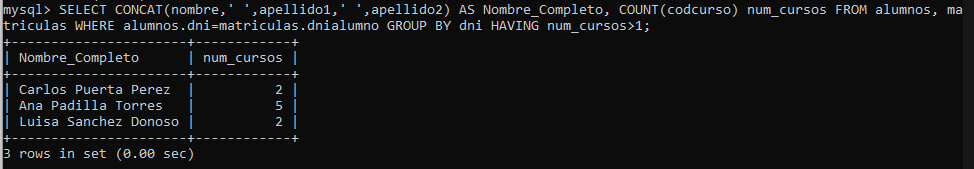 mysql> SELECT CONCAT(nombre,' ',apellido1,' ',apellido2) AS Nombre_Completo, COUNT(codcurso) num_cursos FROM alumnos, ma
triculas WHERE alumnos.dni=matriculas.dnialumno GROUP BY dni HAVING num_cursos>1;
+----------------------+------------+
| Nombre_Completo      | num_cursos |
+----------------------+------------+
| Carlos Puerta Perez  |          2 |
| Ana Padilla Torres   |          5 |
| Luisa Sanchez Donoso |          2 |
+----------------------+------------+
3 rows in set (0.00 sec)